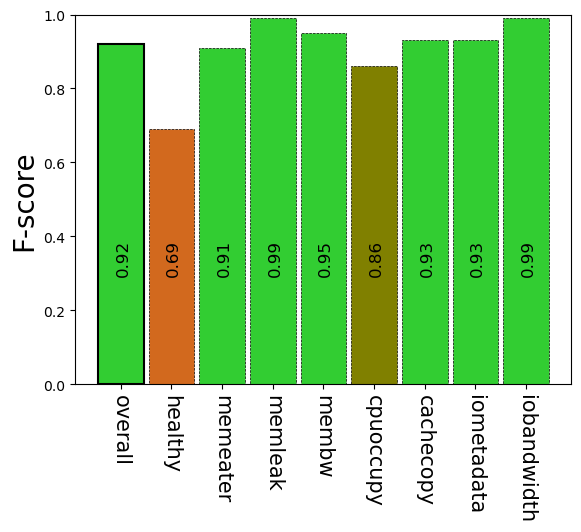 F-score
1.0
0.8
0.6
0.4
0.2
0.0
0.92
0.69
0.91
0.99
0.95
0.86
0.93
0.93
0.99
overall
healthy
memeater
memleak
membw
cpuoccupy
cachecopy
iometadata
iobandwidth